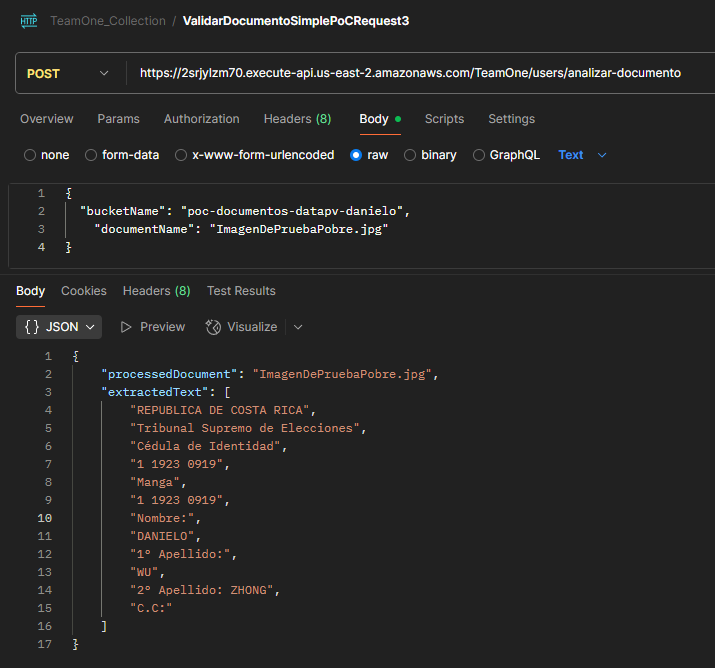 HTTP TeamOne_Collection / ValidarDocumentoSimplePoCRequest3
POST https://2srjylzm70.execute-api.us-east-2.amazonaws.com/TeamOne/users/analizar-documento
Overview Params Authorization Headers (8) Body Scripts Settings
none form-data x-www-form-urlencoded raw binary GraphQL Text
1 {
2 "bucketName": "poc-documentos-datapv-danielo",
3 "documentName": "ImagenDePruebaPobre.jpg"
4 }
Body Cookies Headers (8) Test Results
{} JSON Preview Visualize
1 {
2 "processedDocument": "ImagenDePruebaPobre.jpg",
3 "extractedText": [
4 "REPUBLICA DE COSTA RICA",
5 "Tribunal Supremo de Elecciones",
6 "Cédula de Identidad",
7 "1 1923 0919",
8 "Manga",
9 "1 1923 0919",
10 "Nombre:",
11 "DANIELO",
12 "1° Apellido:",
13 "WU",
14 "2° Apellido: ZHONG",
15 "C.C:"
16 ]
17 }